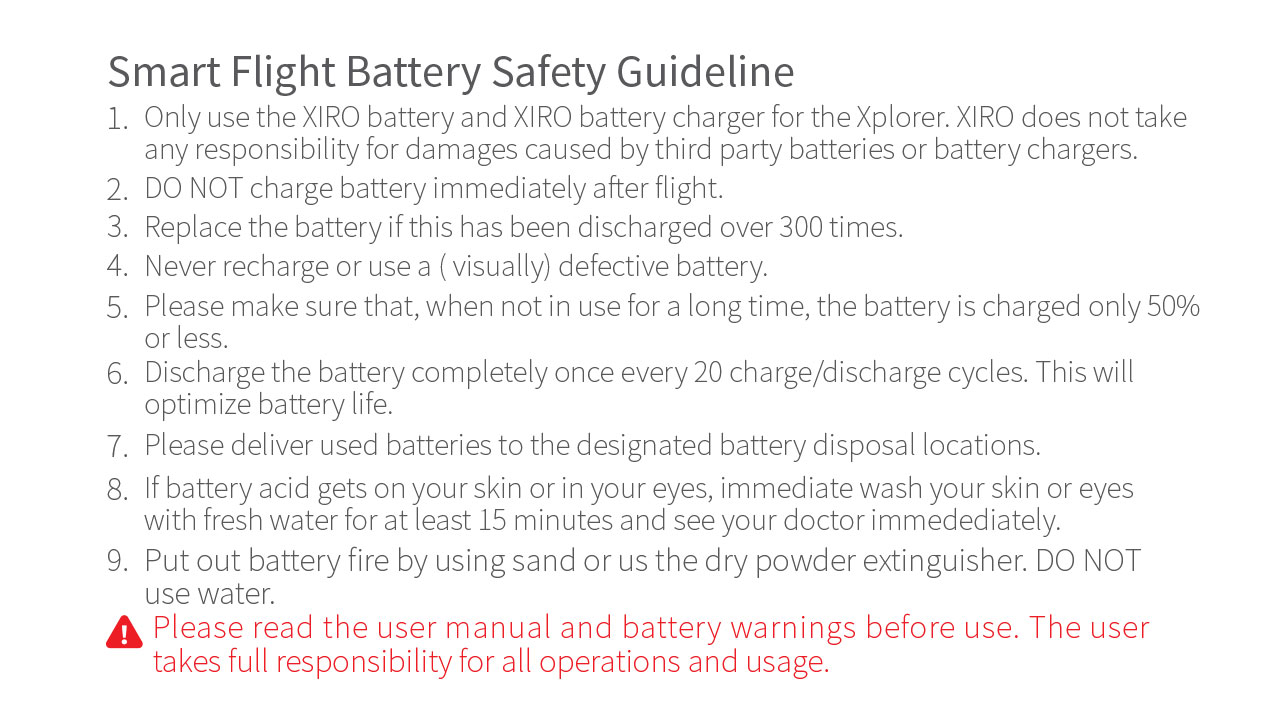 Smart Flight Battery Safety Guideline
1. Only use the XIRO battery and XIRO battery charger for the Xplorer. XIRO does not take
any responsibility for damages caused by third party batteries or battery chargers.
2. DO NOT charge battery immediately after flight.
3. Replace the battery if this has been discharged over 300 times.
4. Never recharge or use a ( visually) defective battery.
5. Please make sure that, when not in use for a long time, the battery is charged only 50%
or less.
6. Discharge the battery completely once every 20 charge/discharge cycles. This will
optimize battery life.
7. Please deliver used batteries to the designated battery disposal locations.
8. If battery acid gets on your skin or in your eyes, immediate wash your skin or eyes
with fresh water for at least 15 minutes and see your doctor immedediately.
9. Put out battery fire by using sand or us the dry powder extinguisher. DO NOT
use water.
Please read the user manual and battery warnings before use. The user
takes full responsibility for all operations and usage.